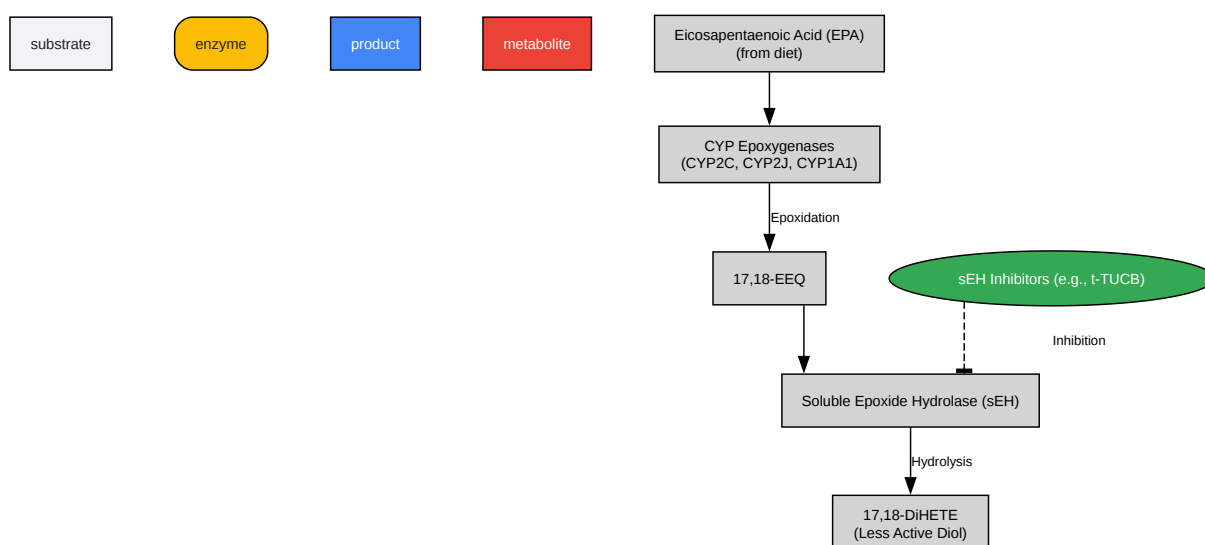 substrate
enzyme
product
metabolite
Eicosapentaenoic Acid (EPA)
(from diet)
CYP Epoxygenases
(CYP2C, CYP2J, CYP1A1)
Epoxidation
17,18-EEQ
sEH Inhibitors (e.g., t-TUCB)
Inhibition
Soluble Epoxide Hydrolase (sEH)
Hydrolysis
17,18-DiHETE
(Less Active Diol)